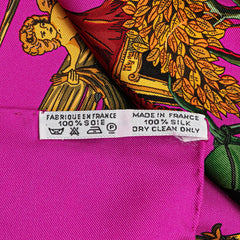 FABRIQUE EN FRANCE
100% SOIE
MADE IN FRANCE
100% SILK
DRY CLEAN ONLY